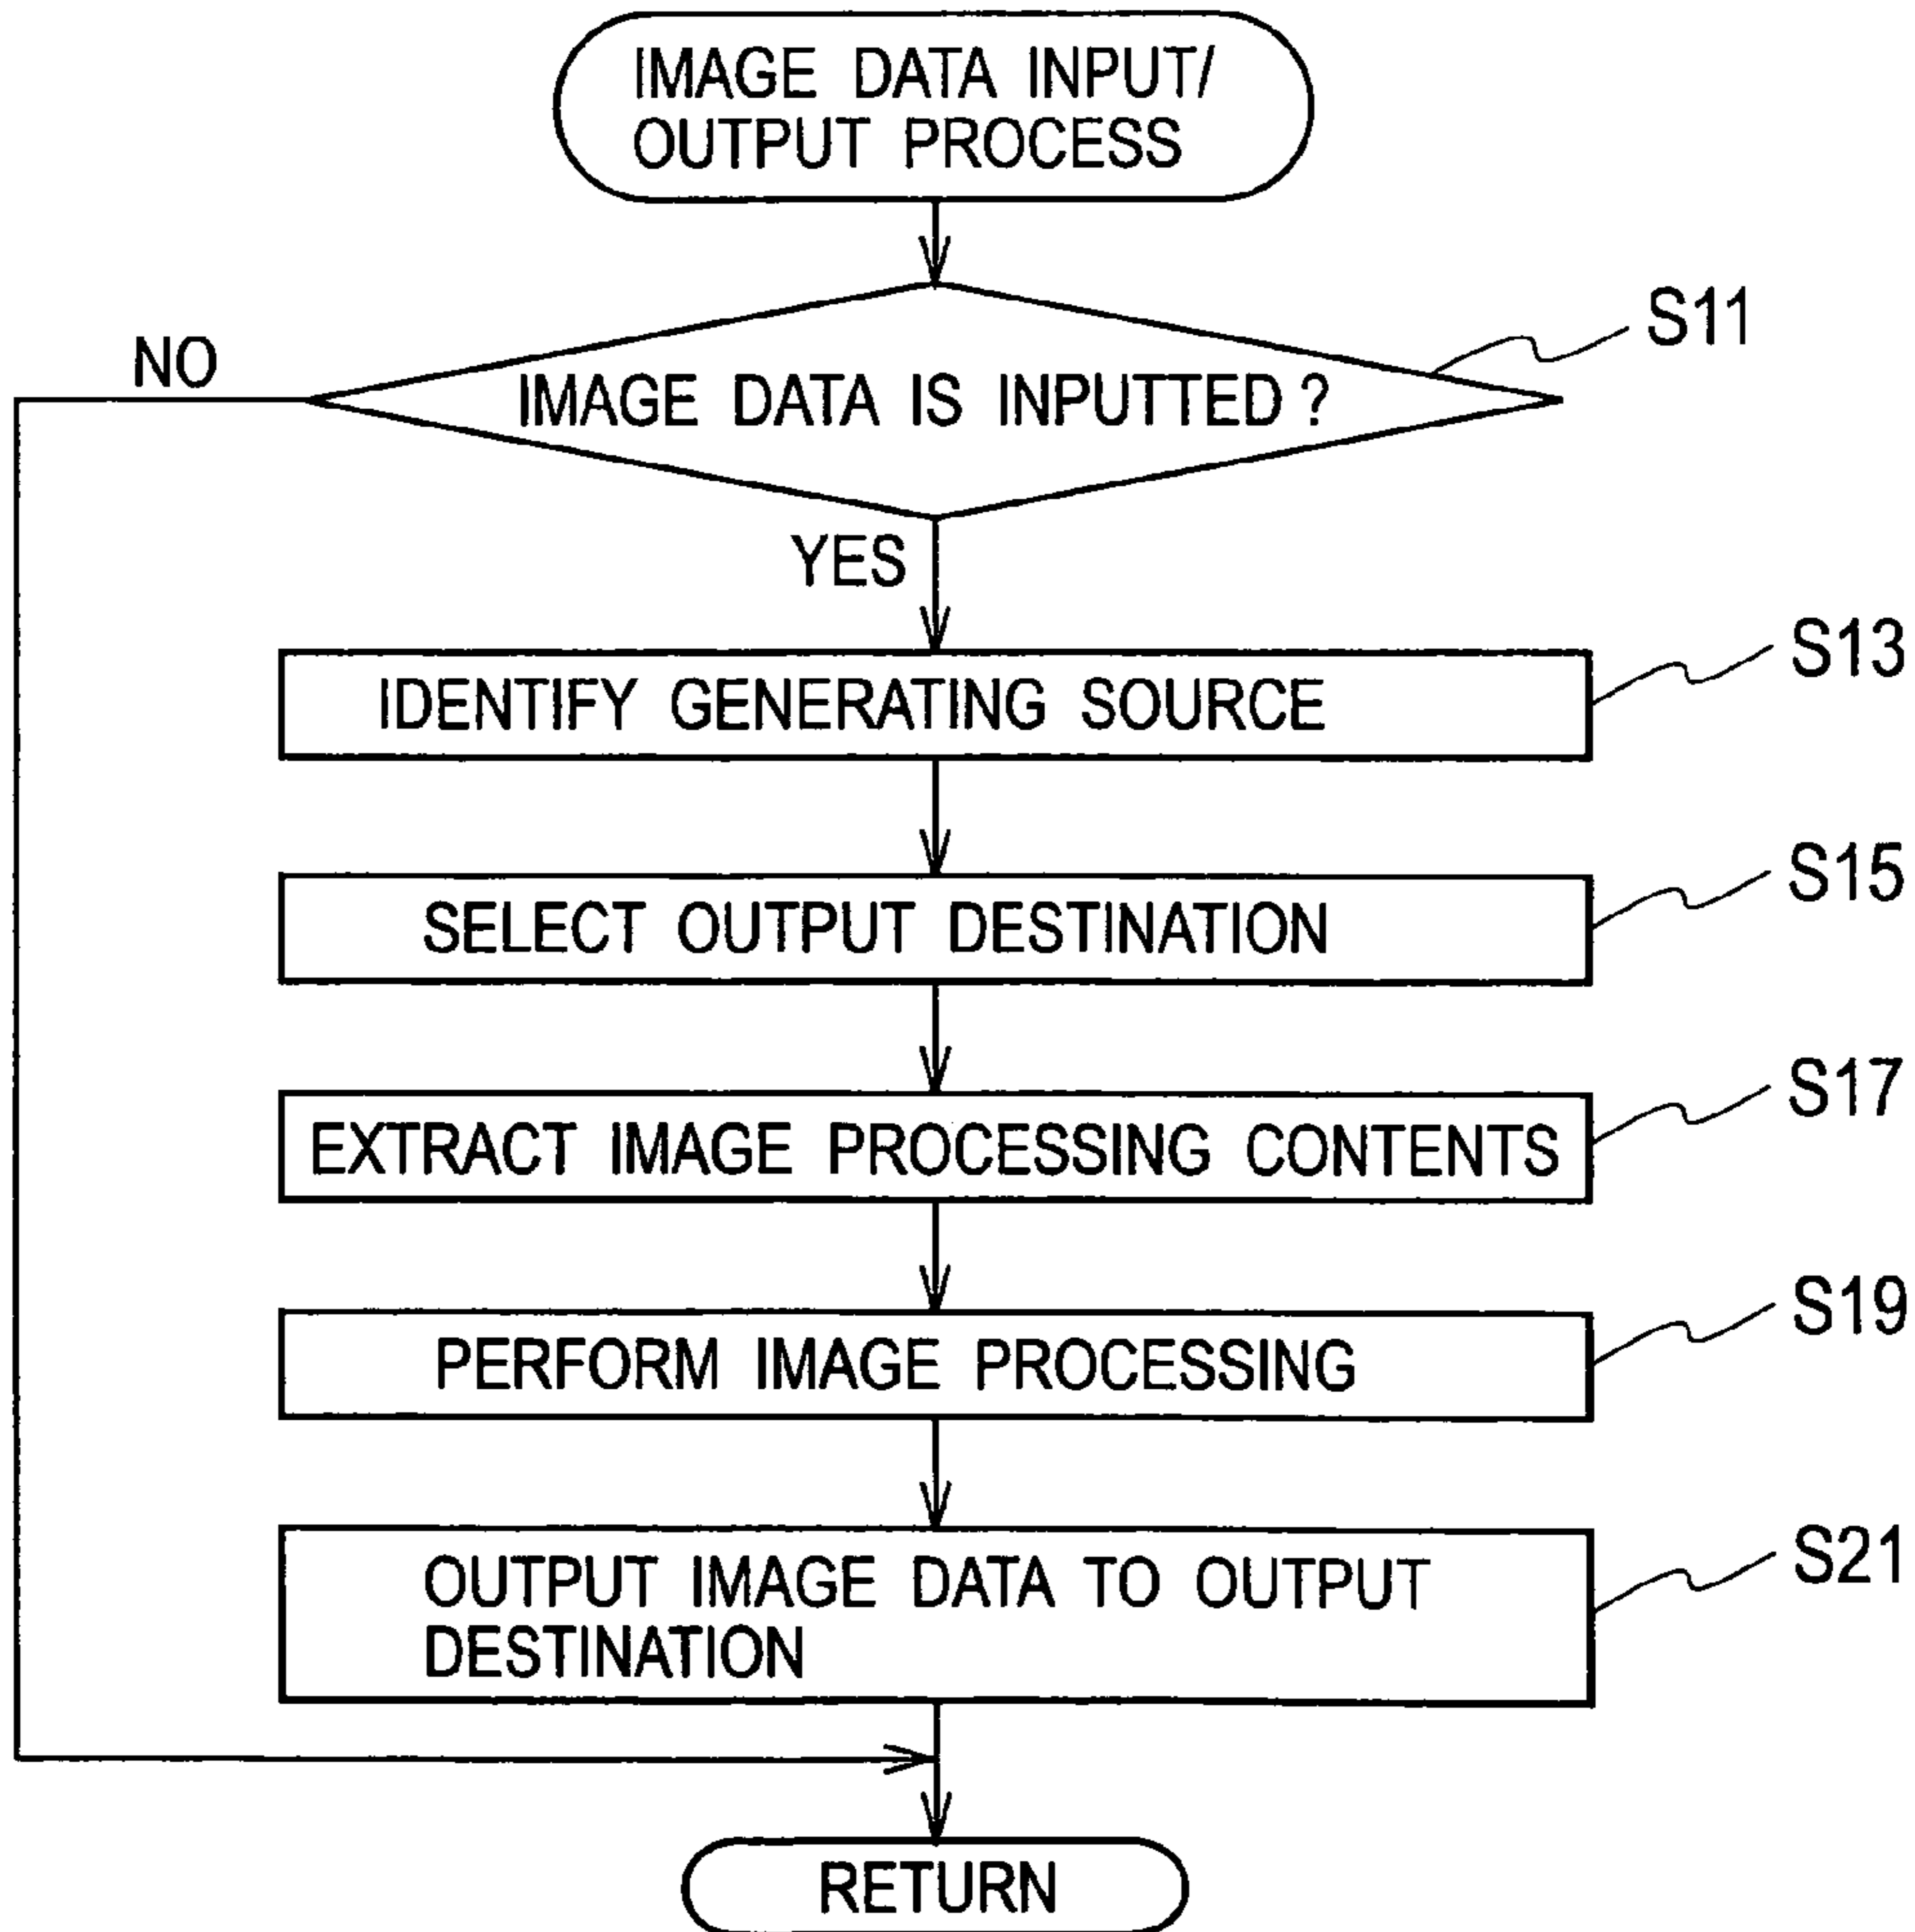 IMAGE DATA INPUT/
OUTPUT PROCESS
S11
NO
IMAGE DATA IS INPUTTED ?
YES
S13
IDENTIFY GENERATING SOURCE
S15
SELECT OUTPUT DESTINATION
S17
EXTRACT IMAGE PROCESSING CONTENTS
S19
PERFORM IMAGE PROCESSING
S21
OUTPUT IMAGE DATA TO OUTPUT
DESTINATION
RETURN